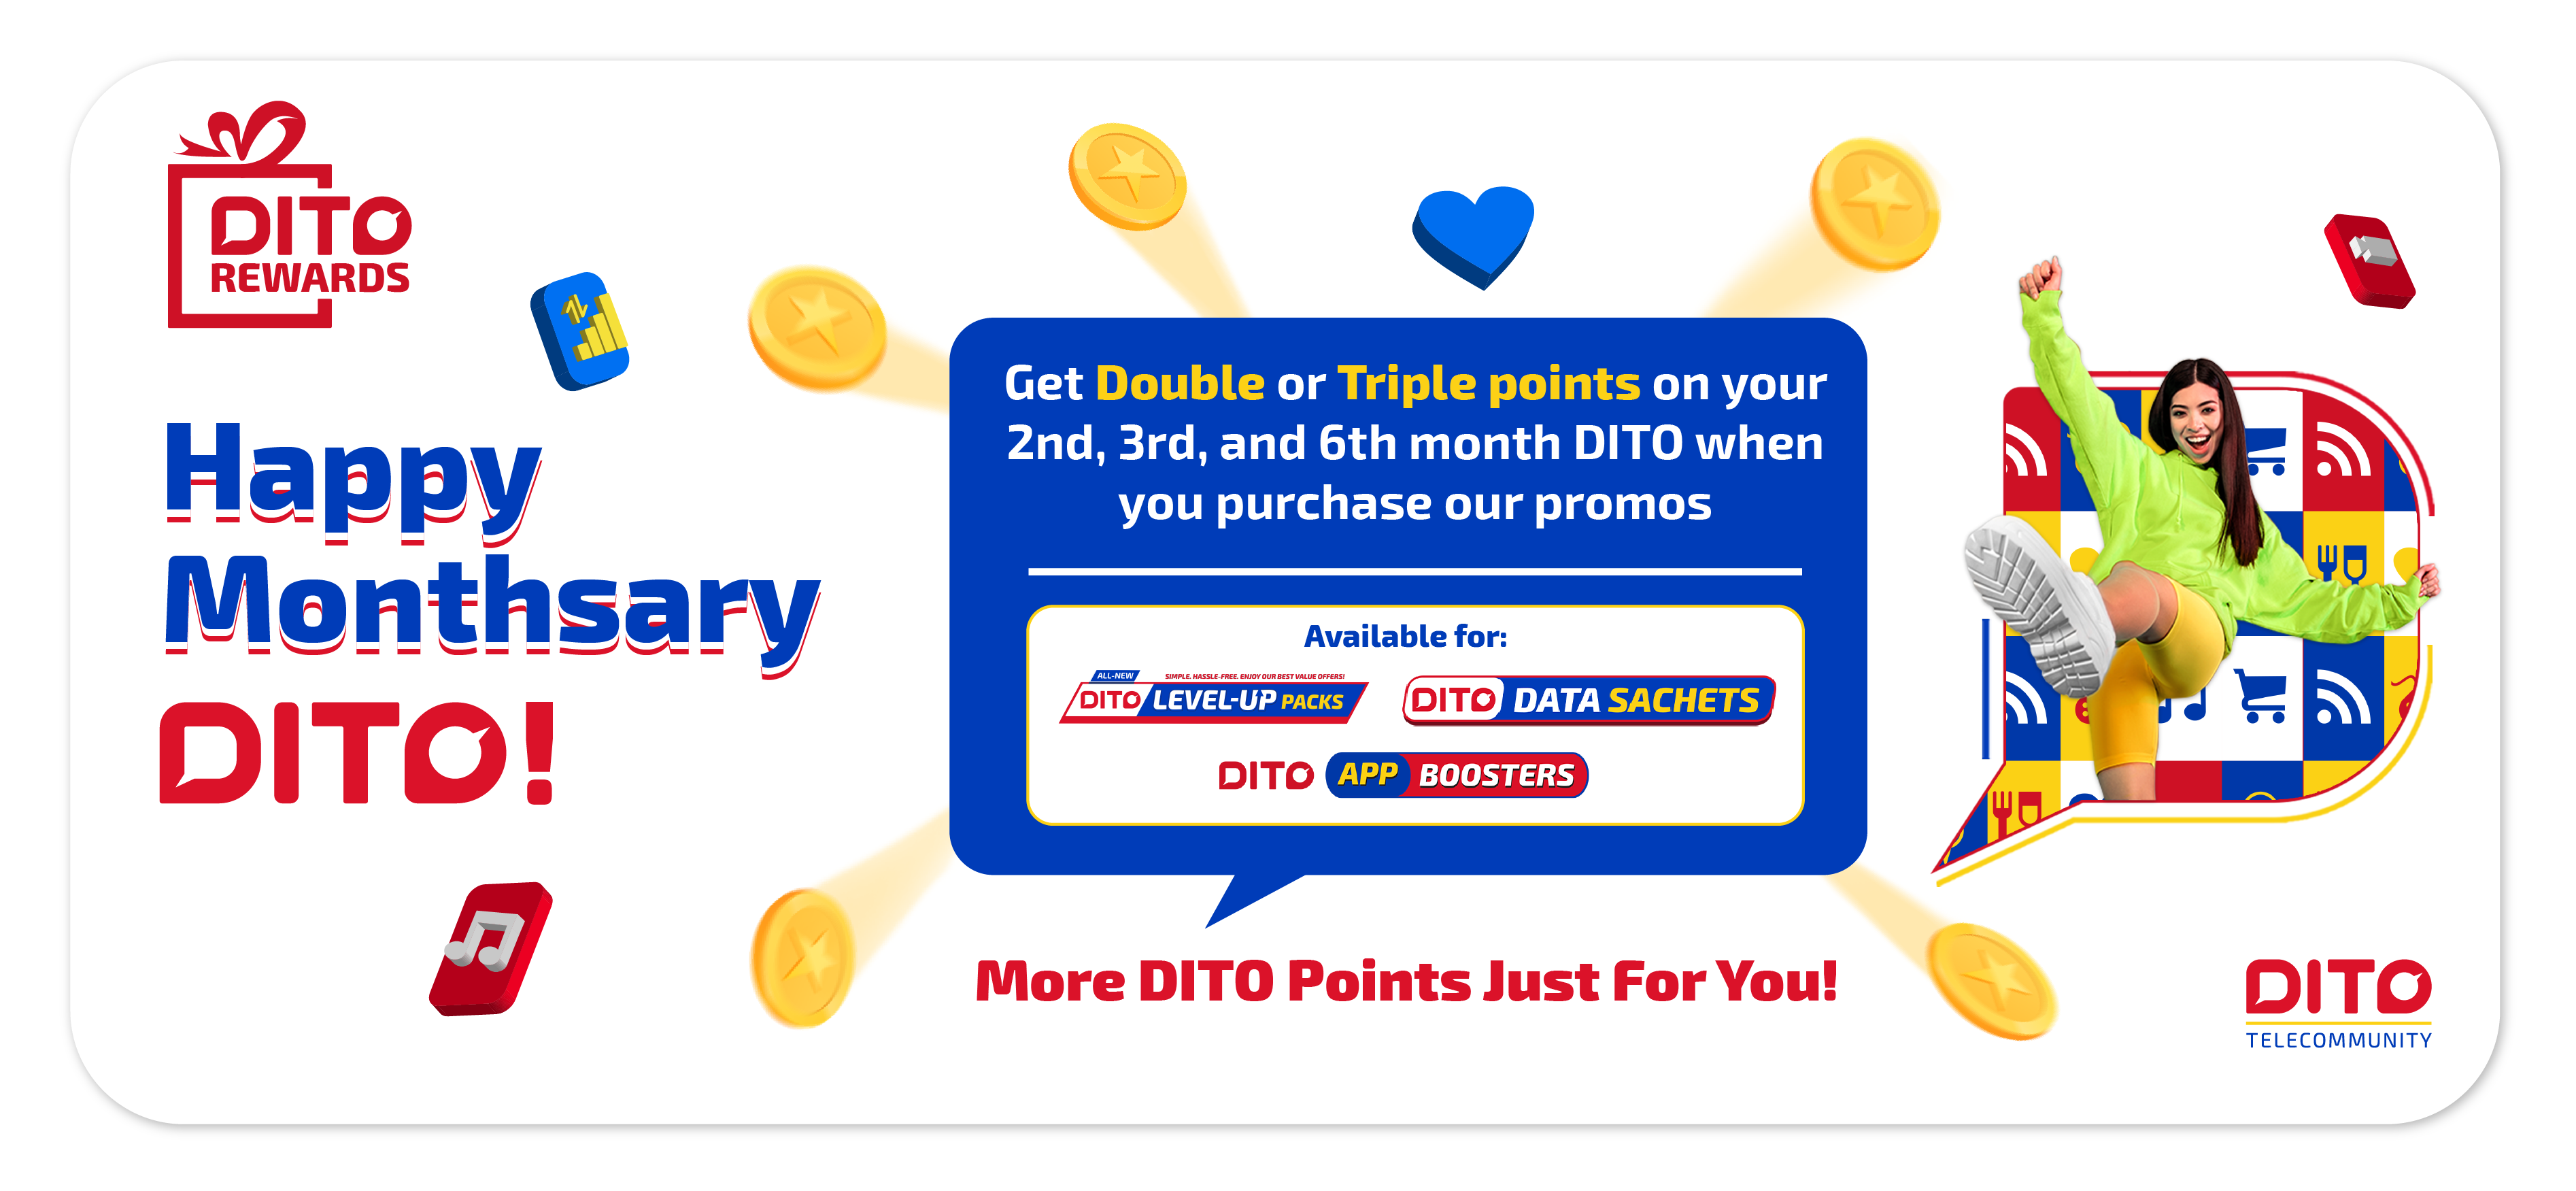 DITO
REWARDS
Happy
Monthsary
DITO!
Get Double or Triple points on your
2nd, 3rd, and 6th month DITO when
you purchase our promos
Available for:
ALL-NEW
SIMPLE. HASSLE-FREE. ENJOY OUR BEST VALUE OFFERS!
DITO LEVEL-UP PACKS
DITO DATA SACHETS
DITO APP BOOSTERS
More DITO Points Just For You!
DITO
TELECOMMUNITY